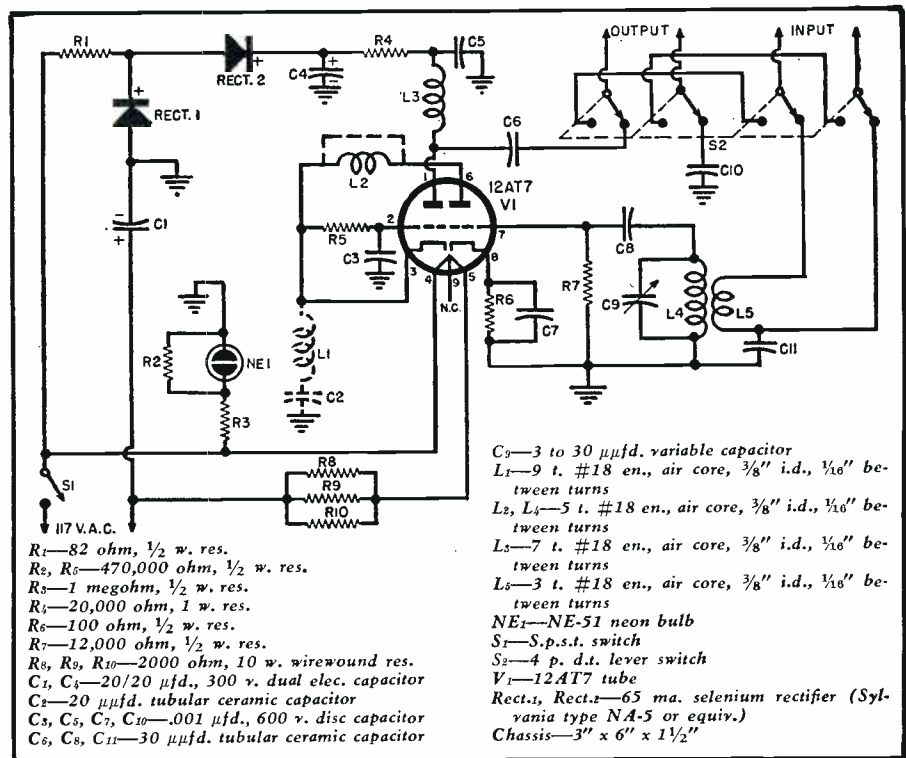 R1
RECT. 2
+
C4
+
-
R4
C5
OUTPUT
INPUT
+
RECT. 1
L3
C6
S2
C10
L2
1
6
12AT7
V1
-
C1
+
R5
2
C3
7
C8
3
4
9
5
8
N.C.
R6
C7
R7
C9
L4
L5
C11
R2
NE1
R3
L1
C2
S1
R8
R9
R10
117 V.A.C.
R1—82 ohm, 1/2 w. res.
R2, R5—470,000 ohm, 1/2 w. res.
R3—1 megohm, 1/2 w. res.
R4—20,000 ohm, 1 w. res.
R6—100 ohm, 1/2 w. res.
R7—12,000 ohm, 1/2 w. res.
R8, R9, R10—2000 ohm, 10 w. wirewound res.
C1, C4—20/20 µfd., 300 v. dual elec. capacitor
C2—20 µµfd. tubular ceramic capacitor
C3, C5, C7, C10—.001 µfd., 600 v. disc capacitor
C6, C8, C11—30 µµfd. tubular ceramic capacitor
C9—3 to 30 µµfd. variable capacitor
L1—9 t. #18 en., air core, 3/8" i.d., 1/16" be-
tween turns
L2, L4—5 t. #18 en., air core, 3/8" i.d., 1/16" be-
tween turns
L3—7 t. #18 en., air core, 3/8" i.d., 1/16" be-
tween turns
L5—3 t. #18 en., air core, 3/8" i.d., 1/16" be-
tween turns
NE1—NE-51 neon bulb
S1—S.p.s.t. switch
S2—4 p. d.t. lever switch
V1—12AT7 tube
Rect.1, Rect.2—65 ma. selenium rectifier (Syl-
vania type NA-5 or equiv.)
Chassis—3" x 6" x 1 1/2"